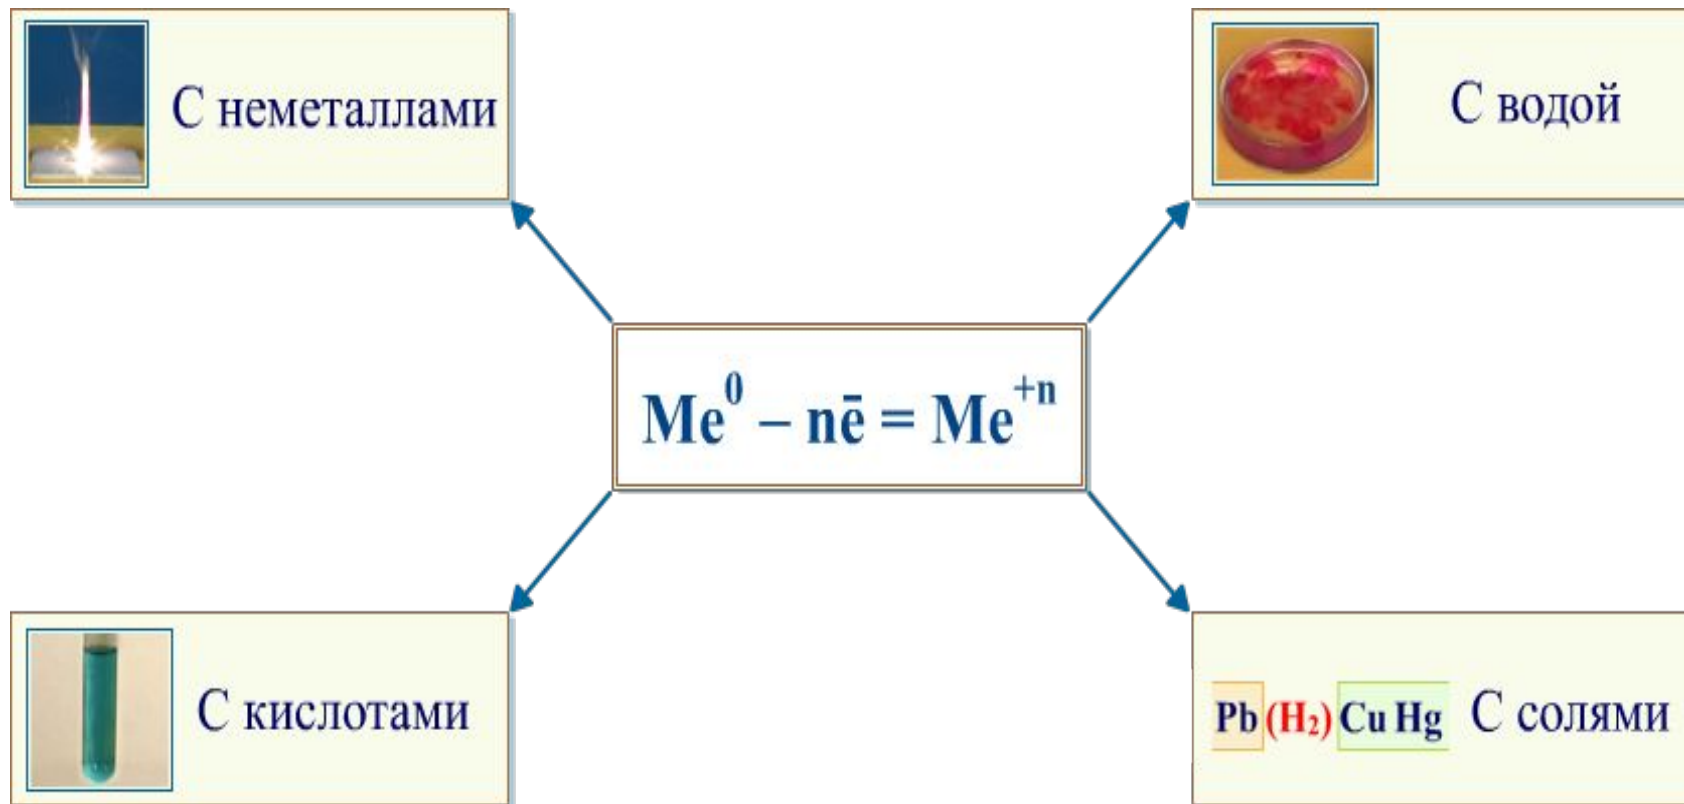 С неметаллами
С водой
Me⁰ – nē = Me⁺ⁿ
С кислотами
Pb (H₂) Cu Hg С солями